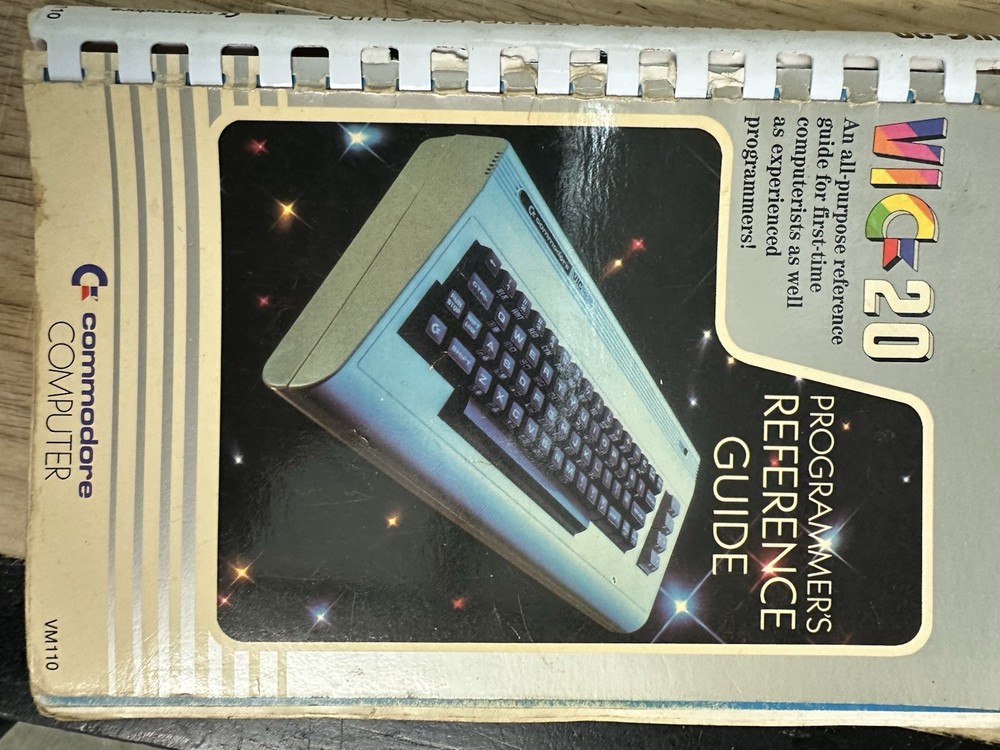 VIC-20
An all-purpose reference
guide for first-time
computerists as well
as experienced
programmers!
PROGRAMMER'S
REFERENCE
GUIDE
commodore
COMPUTER
VM110